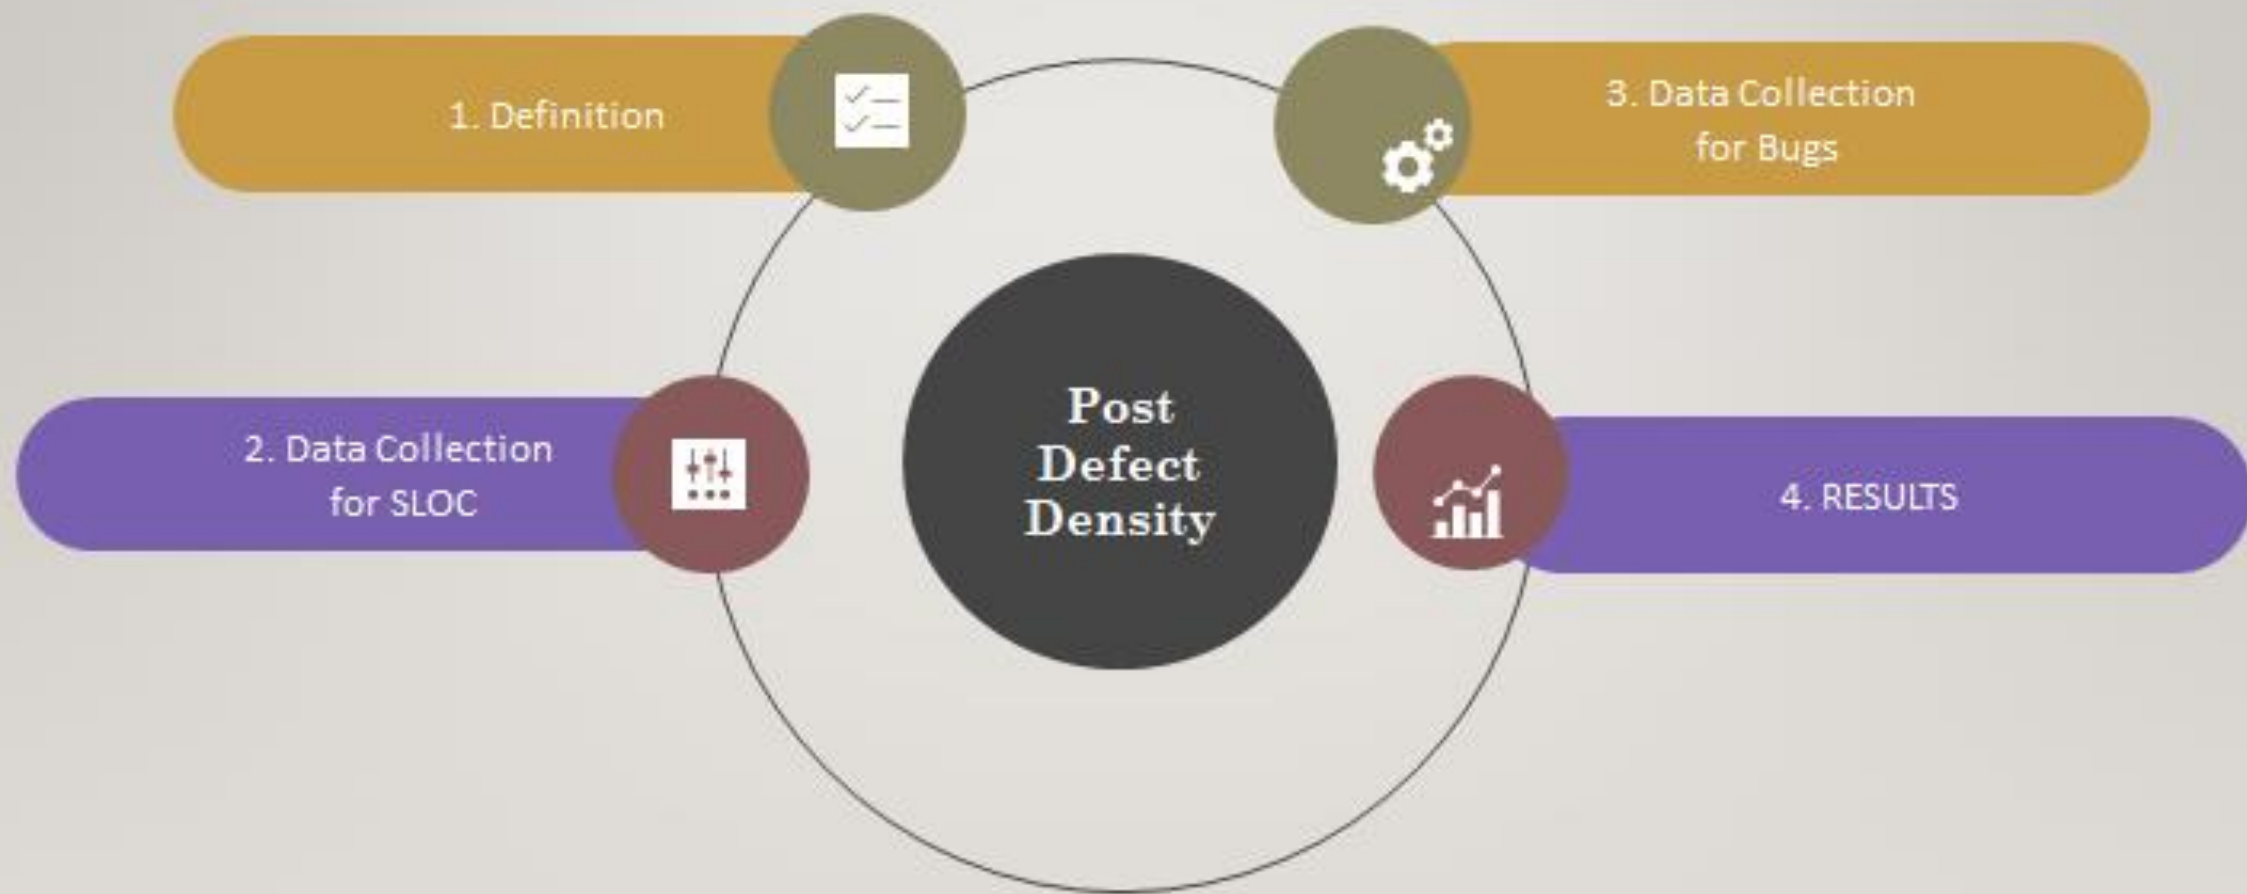 1. Definition
2. Data Collection
for SLOC
3. Data Collection
for Bugs
4. RESULTS
Post
Defect
Density